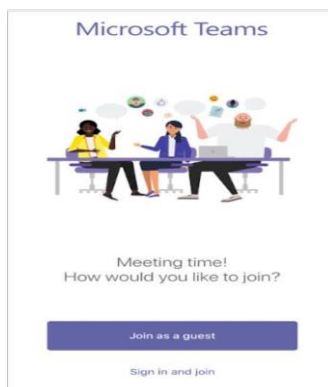 Microsoft Teams
Meeting time!
How would you like to join?
Join as a guest
Sign in and join